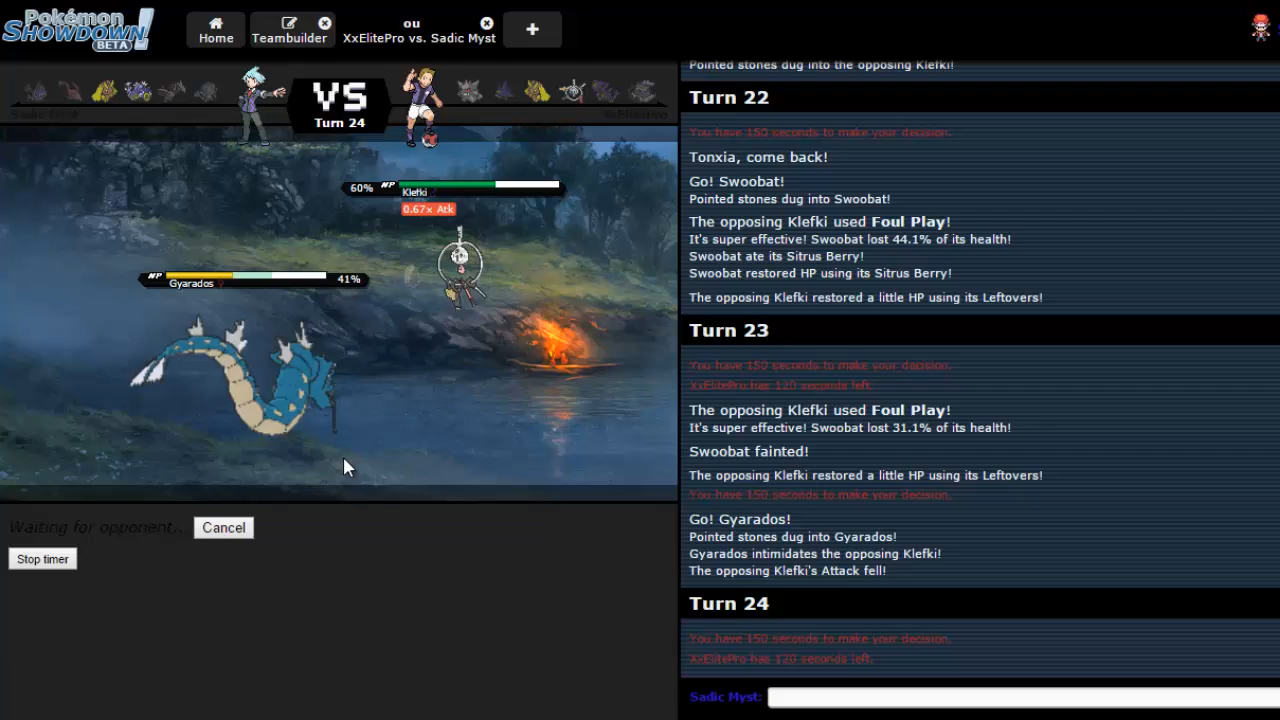 Pokémon
SHOWDOWN!
BETA
Home
Teambuilder
ou
XxElitePro vs. Sadic Myst
+
VS
Turn 24
60% NP
Klefki
0.67x Atk
NP
41%
Gyarados
Waiting for opponent... Cancel
Stop timer
Pointed stones dug into the opposing Klefki!
Turn 22
You have 150 seconds to make your decision.
Tonxia, come back!
Go! Swoobat!
Pointed stones dug into Swoobat!
The opposing Klefki used Foul Play!
It's super effective! Swoobat lost 44.1% of its health!
Swoobat ate its Sitrus Berry!
Swoobat restored HP using its Sitrus Berry!
The opposing Klefki restored a little HP using its Leftovers!
Turn 23
You have 150 seconds to make your decision.
XxElitePro has 120 seconds left.
The opposing Klefki used Foul Play!
It's super effective! Swoobat lost 31.1% of its health!
Swoobat fainted!
The opposing Klefki restored a little HP using its Leftovers!
You have 150 seconds to make your decision.
Go! Gyarados!
Pointed stones dug into Gyarados!
Gyarados intimidates the opposing Klefki!
The opposing Klefki's Attack fell!
Turn 24
You have 150 seconds to make your decision.
XxElitePro has 120 seconds left.
Sadic Myst: